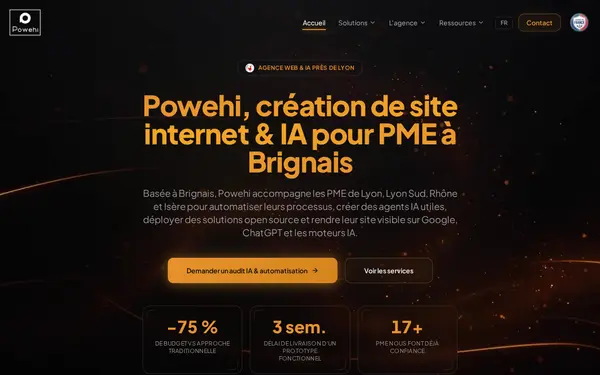 Powehi
Accueil
Solutions
L'agence
Ressources
FR
Contact
AGENCE WEB & IA PRÈS DE LYON
Powehi, création de site
internet & IA pour PME à
Brignais
Basée à Brignais, Powehi accompagne les PME de Lyon, Lyon Sud, Rhône
et Isère pour automatiser leurs processus, créer des agents IA utiles,
déployer des solutions open source et rendre leur site visible sur Google,
ChatGPT et les moteurs IA.
Demander un audit IA & automatisation →
Voir les services
-75 %
DE BUDGET VS APPROCHE
TRADITIONNELLE
3 sem.
DÉLAI DE LIVRAISON D'UN
PROTOTYPE
FONCTIONNEL
17+
PME NOUS FONT DÉJÀ
CONFIANCE